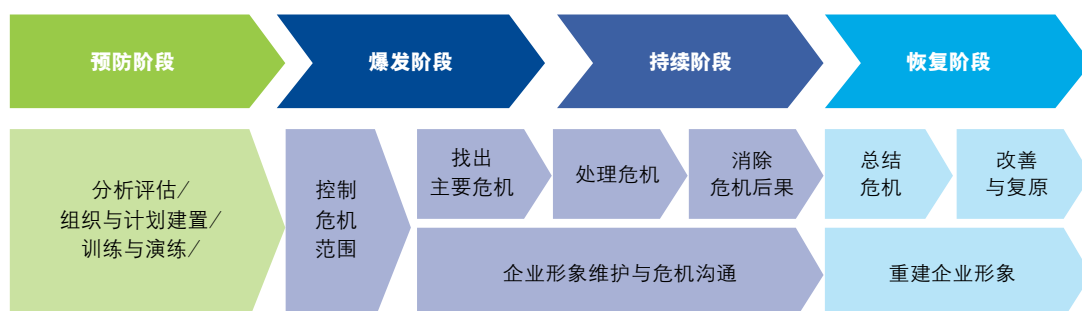 预防阶段
爆发阶段
持续阶段
恢复阶段
分析评估/
组织与计划建置/
训练与演练/
控制
危机
范围
找出
主要危机
处理危机
消除
危机后果
总结
危机
改善
与复原
企业形象维护与危机沟通
重建企业形象